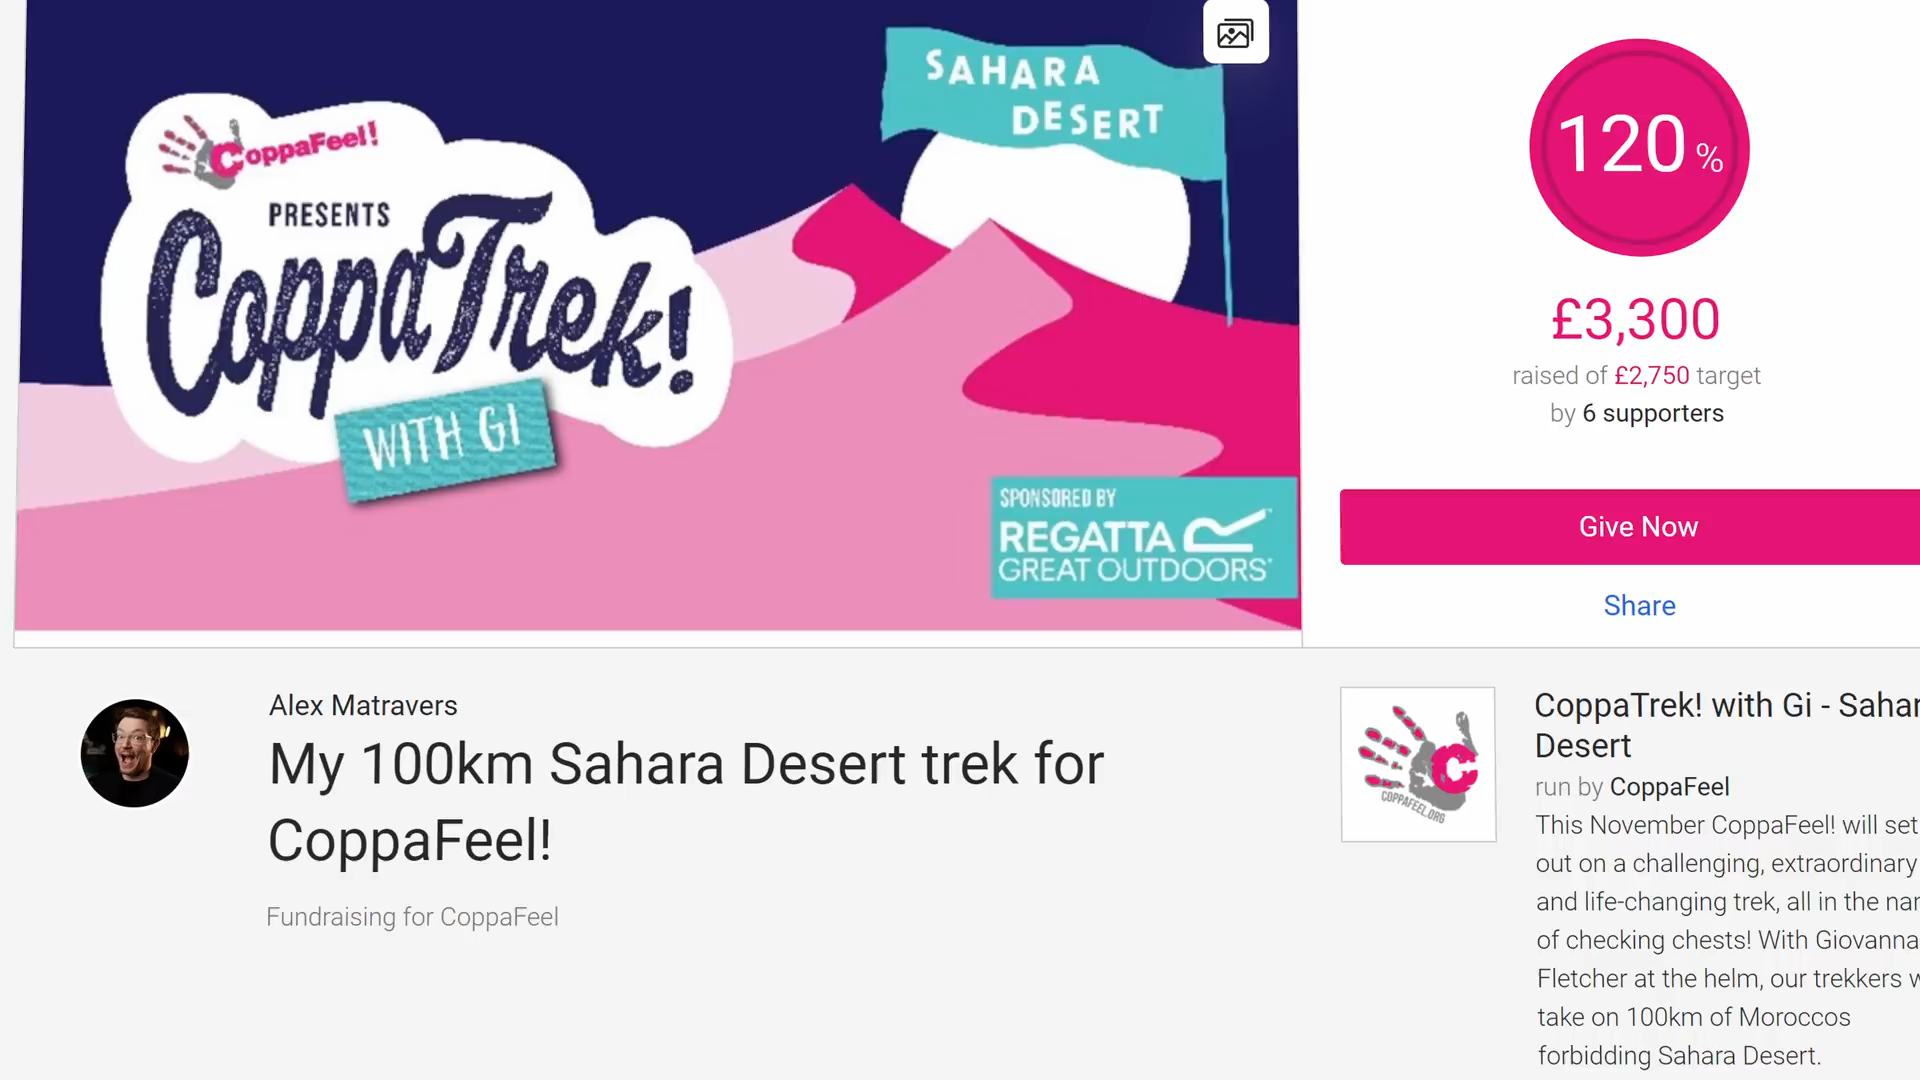 SAHARA
DESERT
CoppaFeel!
PRESENTS
CoppaTrek!
WITH GI
SPONSORED BY
REGATTA
GREAT OUTDOORS
120 %
£3,300
raised of £2,750 target
by 6 supporters
Give Now
Share
Alex Matravers
My 100km Sahara Desert trek for
CoppaFeel!
Fundraising for CoppaFeel
COPPAFEEL.ORG
CoppaTrek! with Gi - Sahar
Desert
run by CoppaFeel
This November CoppaFeel! will set
out on a challenging, extraordinary
and life-changing trek, all in the
of checking chests! With Giovanna
Fletcher at the helm, our trekkers
take on 100km of Moroccos
forbidding Sahara Desert.